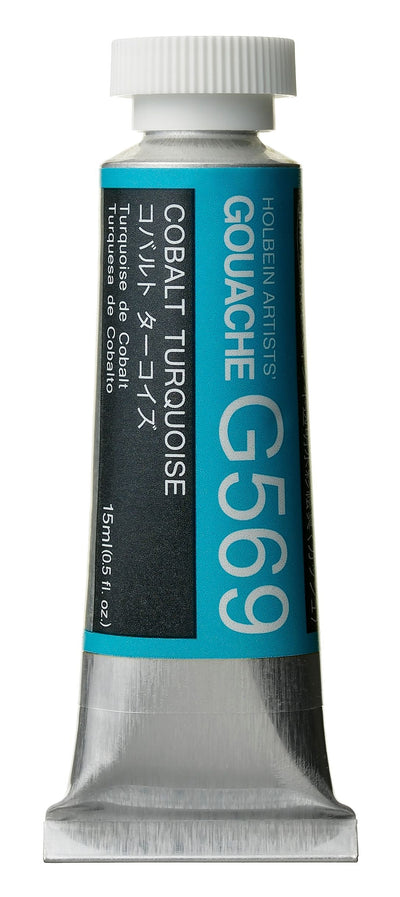 HOLBEIN ARTISTS'
GOUACHE
G569
COBALT TURQUOISE
コバルト ターコイズ
Turquoise de Cobalt
Turquesa de Cobalto
15ml(0.5 fl. oz.)